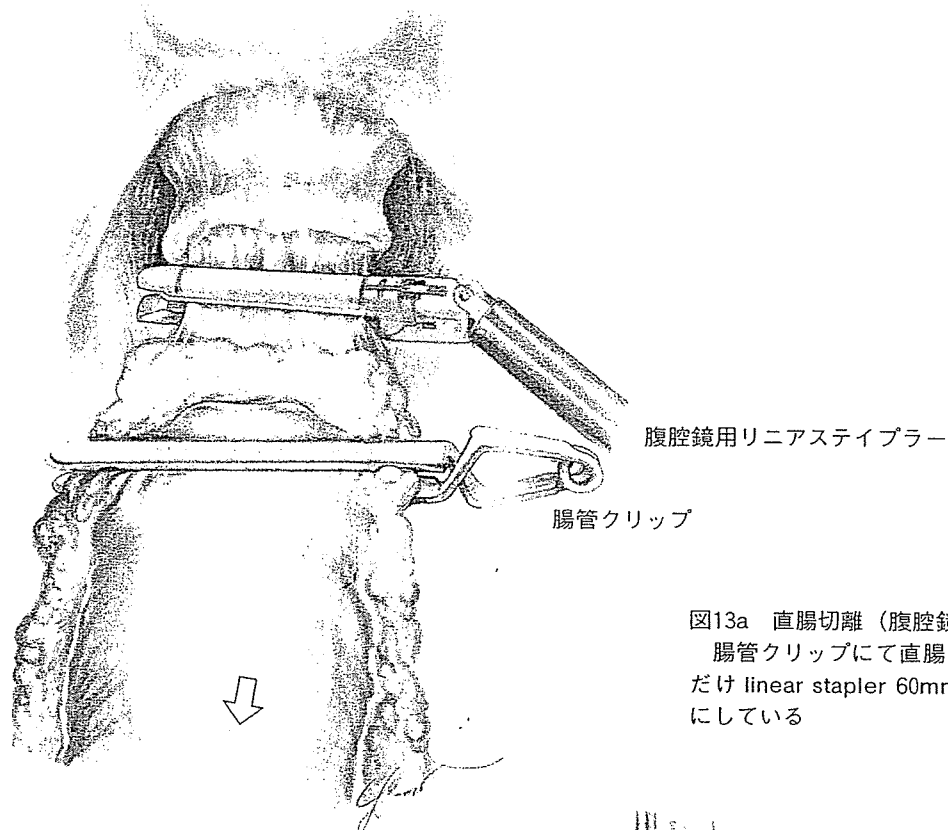 腹腔鏡用リニアステイプラー
腸管クリップ
図13a 直腸切離（腹腔鏡
腸管クリップにて直腸
だけ linear stapler 60m
にしている